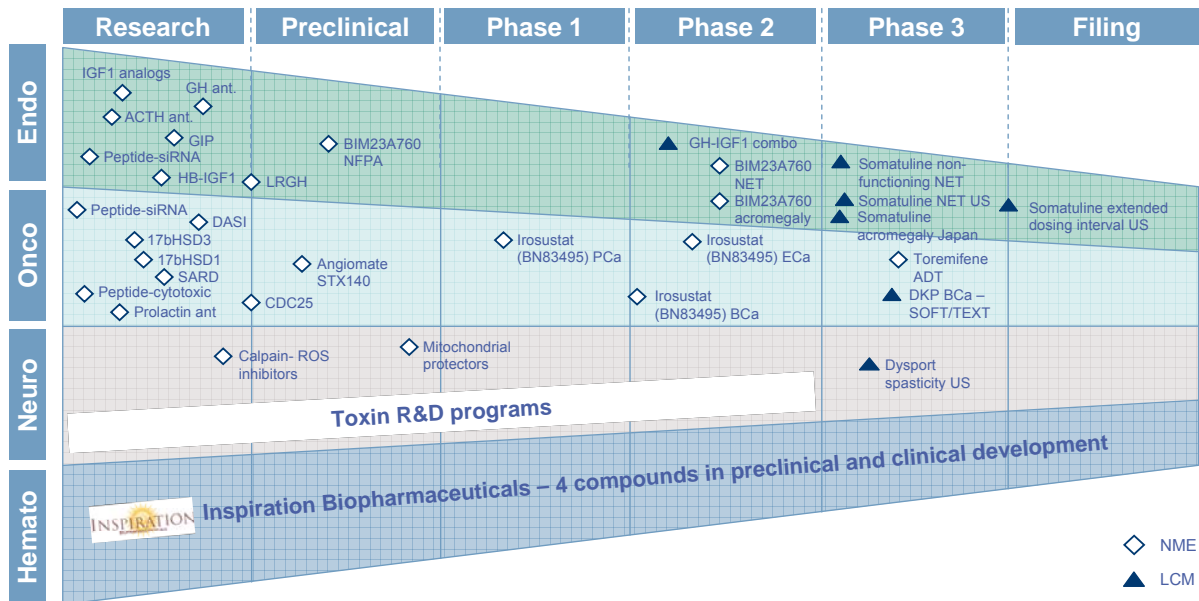 Research
Preclinical
Phase 1
Phase 2
Phase 3
Filing
Endo
IGF1 analogs
GH ant.
ACTH ant.
GIP
Peptide-siRNA
HB-IGF1
LRGH
BIM23A760
NFPA
GH-IGF1 combo
BIM23A760
NET
BIM23A760
acromegaly
Somatuline non-
functioning NET
Somatuline NET US
Somatuline
acromegaly Japan
Somatuline extended
dosing interval US
Onco
Peptide-siRNA
DASI
17bHSD3
17bHSD1
SARD
Peptide-cytotoxic
Prolactin ant
CDC25
Angiomate
STX140
Irosustat
(BN83495) PCa
Irosustat
(BN83495) ECa
Irosustat
(BN83495) BCa
Toremifene
ADT
DKP BCa –
SOFT/TEXT
Neuro
Calpain- ROS
inhibitors
Mitochondrial
protectors
Dysport
spasticity US
Toxin R&D programs
Hemato
INSPIRATION
Inspiration Biopharmaceuticals – 4 compounds in preclinical and clinical development
NME
LCM